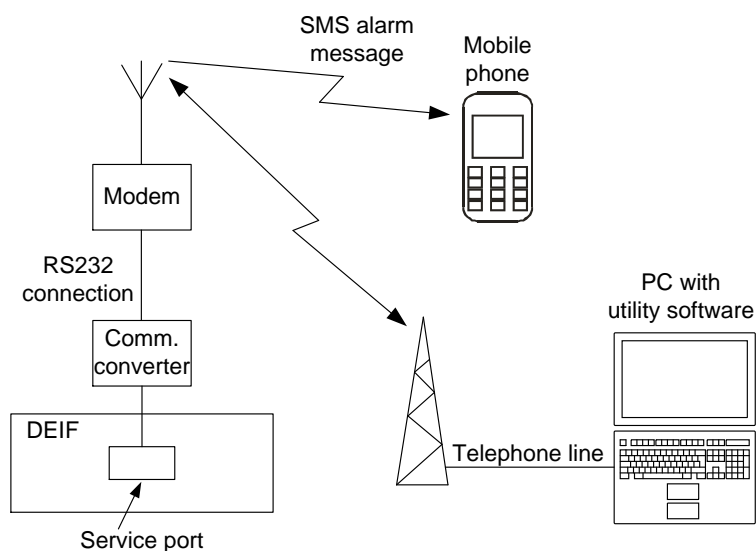 SMS alarm
message
Mobile
phone
Modem
RS232
connection
PC with
utility software
Comm.
converter
DEIF
Telephone line
Service port